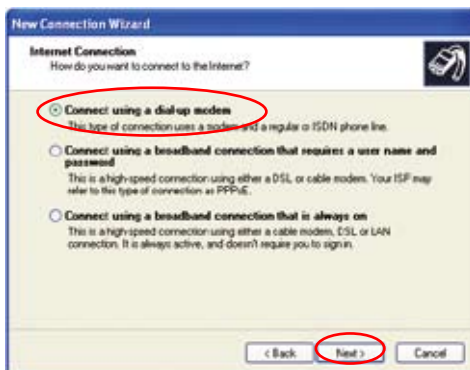 New Connection Wizard
Internet Connection
How do you want to connect to the Internet?
Connect using a dial-up modem
This type of connection uses a modem and a regular or ISDN phone line.
Connect using a broadband connection that requires a user name and
password
This is a high-speed connection using either a DSL or cable modem. Your ISP may
refer to this type of connection as PPPoE.
Connect using a broadband connection that is always on
This is a high-speed connection using either a cable modem, DSL or LAN
connection. It is always active, and doesn't require you to sign in.
< Back
Next >
Cancel